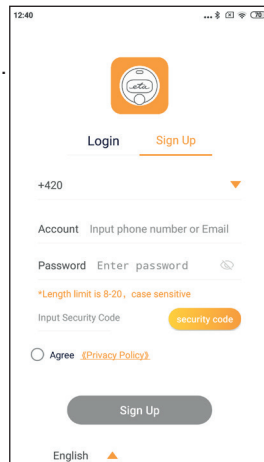 12:40
70
eta
Login Sign Up
+420
Account Input phone number or Email
Password Enter password
*Length limit is 8-20, case sensitive
Input Security Code security code
Agree 《Privacy Policy》
Sign Up
English